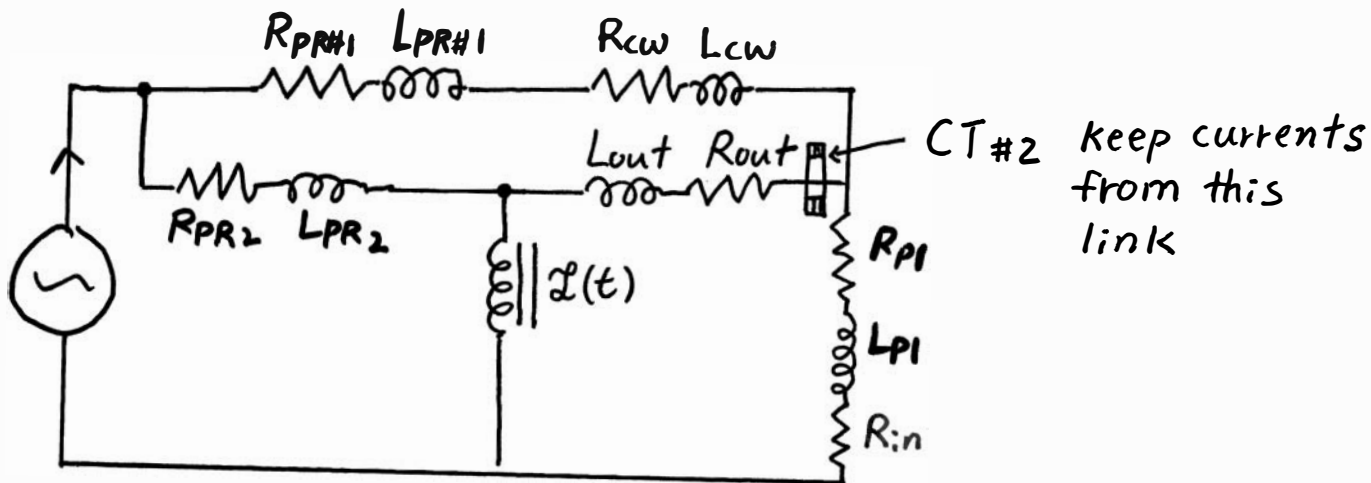 RPR#1 LPR#1 Rcw Lcw
CT#2 keep currents
from this
link
Lout Rout
RPR2 LPR2
ℒ(t)
RP1
LP1
Rin